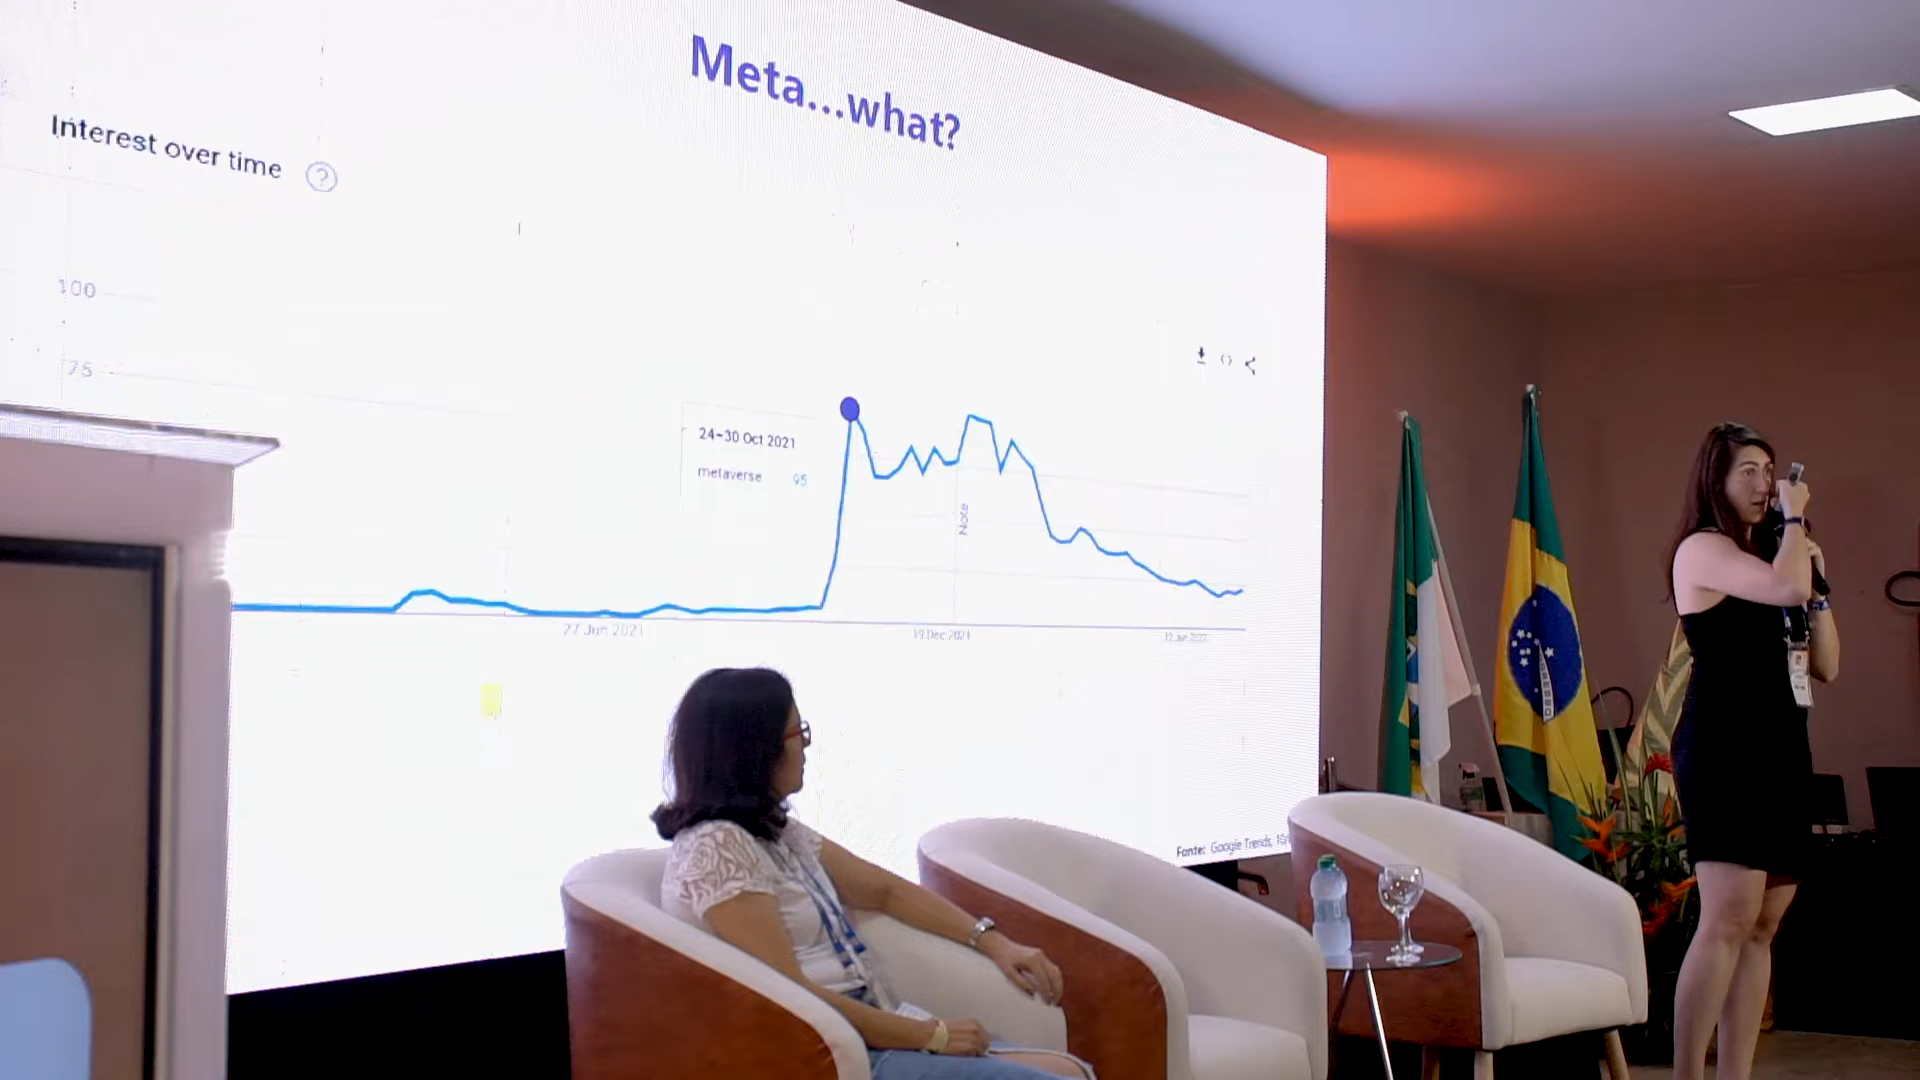 Meta...what?
Interest over time ?
100
75
24–30 Oct 2021
metaverse 95
Note
27 Jun 2021
19 Dec 2021
Fonte: Google Trends,